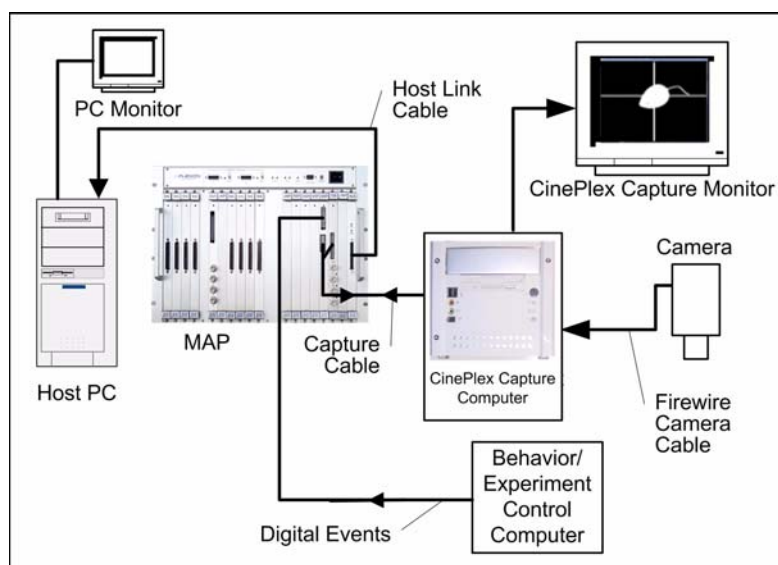 PC Monitor
Host Link
Cable
CinePlex Capture Monitor
Camera
MAP
Capture
Cable
CinePlex Capture
Computer
Host PC
Firewire
Camera
Cable
Behavior/
Experiment
Control
Computer
Digital Events